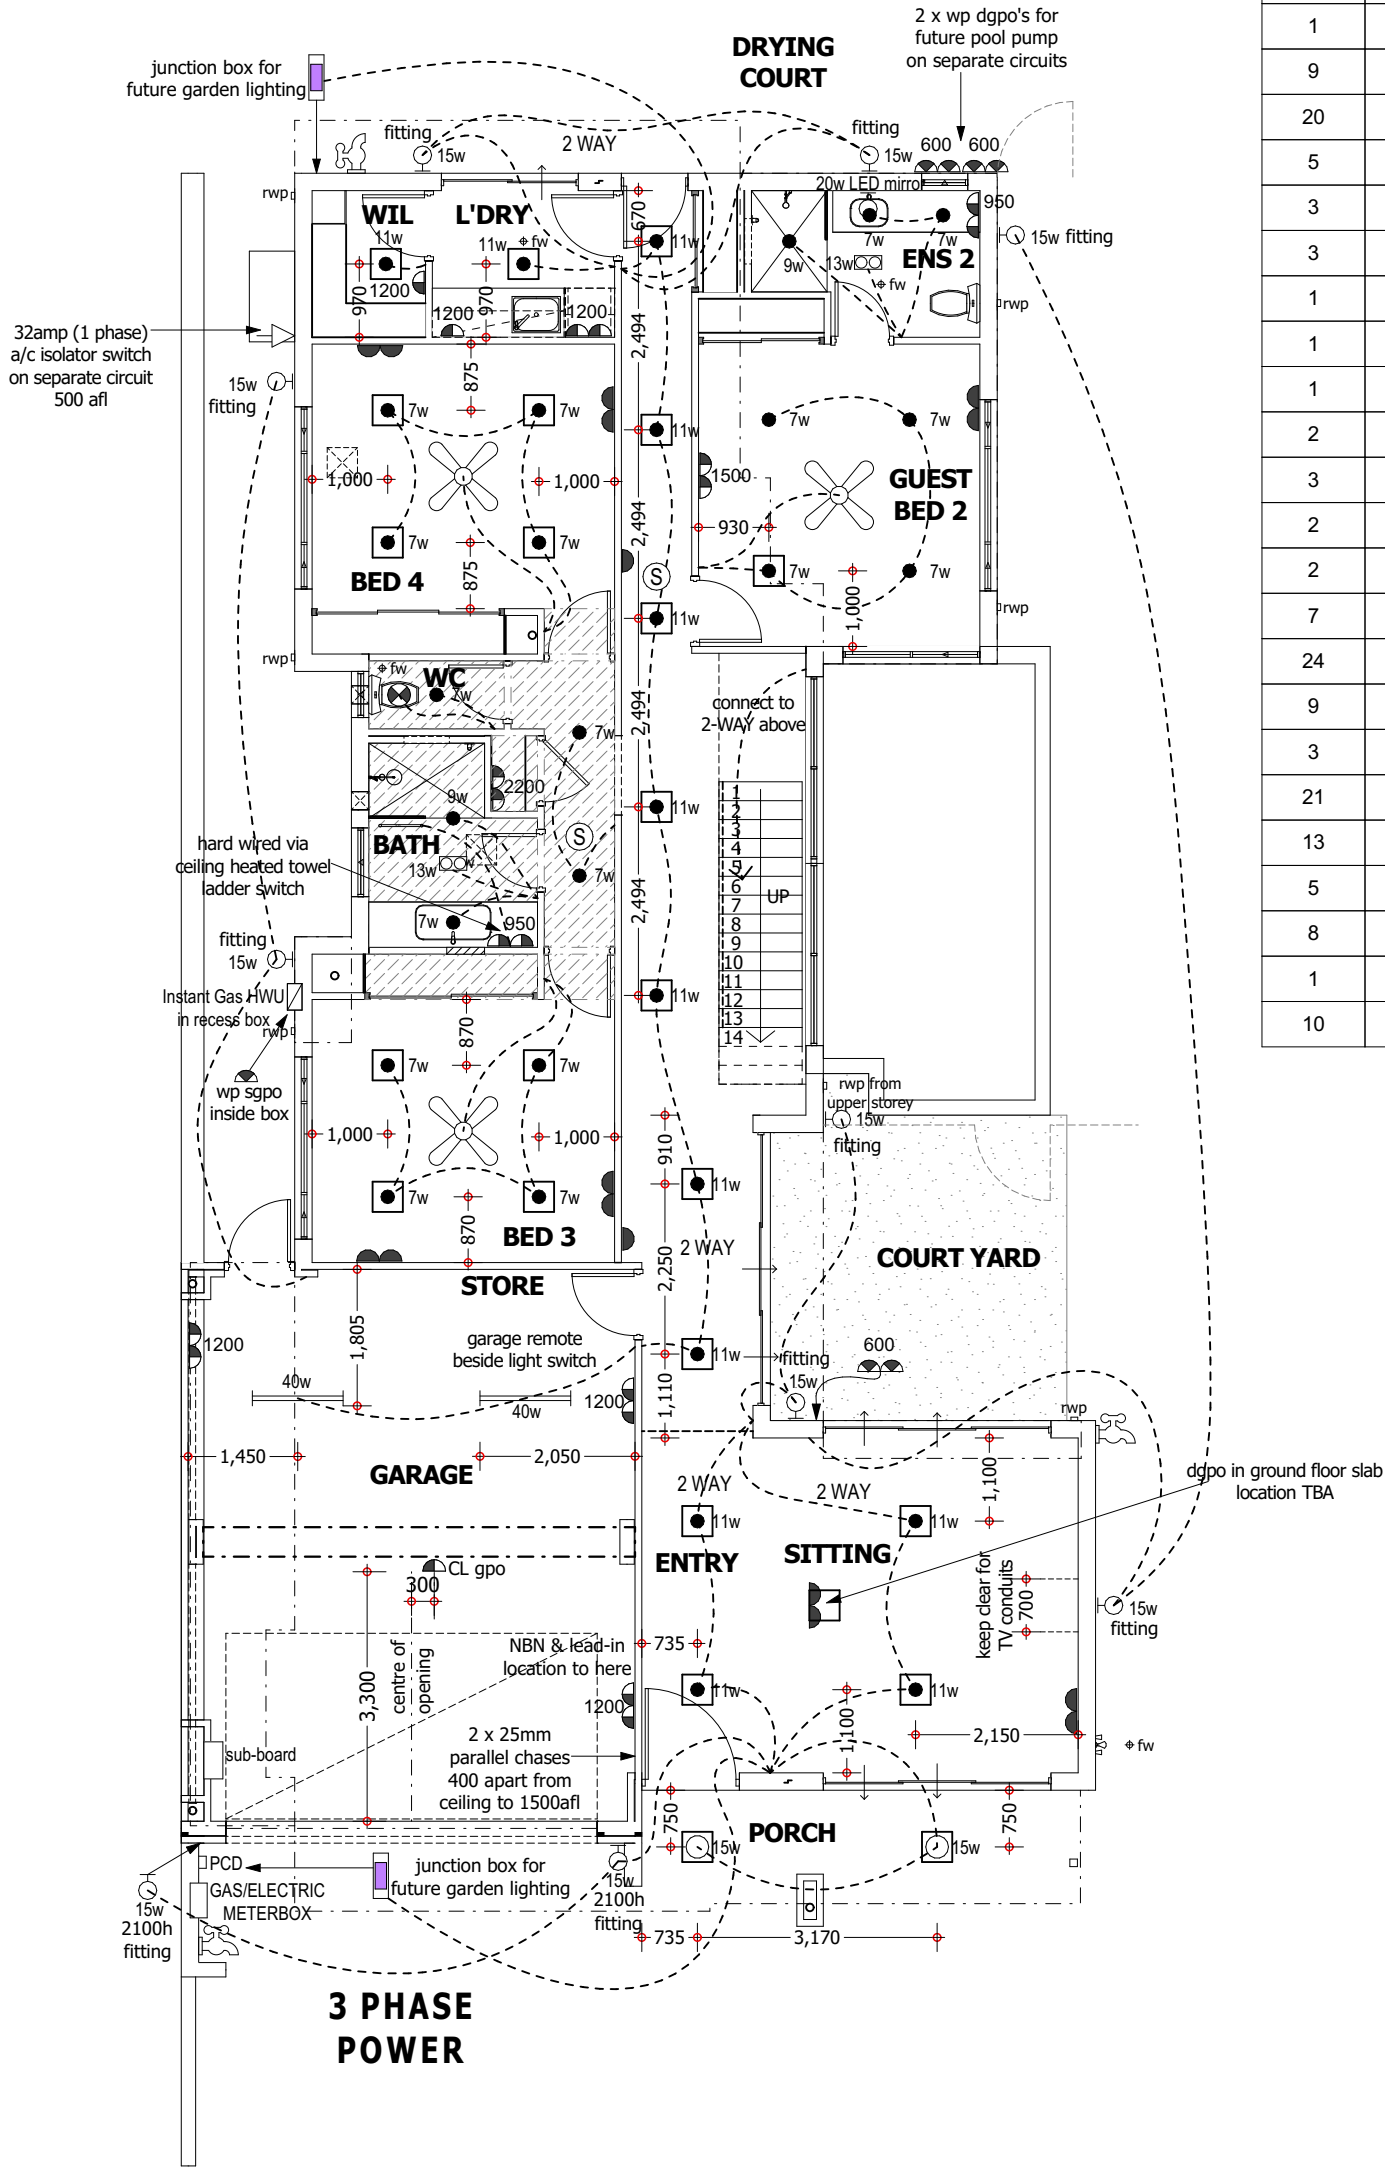 2 x wp dgpo's for
future pool pump
on separate circuits
DRYING
COURT
junction box for
future garden lighting
fitting
15w
2 WAY
fitting
15w
600 600
20w LED mirror
950
rwp
WIL
L'DRY
11w
11w
fw
670
11w
9w
7w
7w
13w
ENS 2
fw
15w fitting
rwp
1200
970
970
1200
1200
32amp (1 phase)
a/c isolator switch
on separate circuit
500 afl
15w
fitting
875
2,494
7w
7w
11w
7w
7w
1,000
1,000
1500
GUEST
BED 2
930
2,494
7w
7w
BED 4
875
S
7w
7w
1,000
rwp
11w
rwp
fw
WC
7w
7w
2,494
connect to
2-WAY above
2200
9w
11w
BATH
13w
S
7w
hard wired via
ceiling heated towel
ladder switch
7w
950
2,494
1
2
3
4
5
6
7
8
9
10
11
12
13
14
UP
fitting
15w
Instant Gas HWU
in recess box
rwp
wp sgpo
inside box
11w
870
7w
7w
1,000
1,000
7w
7w
870
BED 3
rwp from
upper storey
15w
fitting
910
11w
2 WAY
2,250
COURT YARD
STORE
1200
1,805
garage remote
beside light switch
11w
1,110
fitting
15w
600
40w
40w
1200
rwp
1,450
2,050
GARAGE
2 WAY
2 WAY
1,100
dgpo in ground floor slab
location TBA
11w
11w
ENTRY
SITTING
CL gpo
300
keep clear for
TV conduits
700
15w
fitting
3,300
centre of
opening
NBN & lead-in
location to here
735
1200
11w
11w
1,100
2,150
fw
sub-board
2 x 25mm
parallel chases
400 apart from
ceiling to 1500afl
750
PORCH
750
15w
15w
PCD
junction box for
future garden lighting
GAS/ELECTRIC
METERBOX
15w
2100h
fitting
15w
2100h
fitting
735
3,170
3 PHASE
POWER
1
9
20
5
3
3
1
1
1
2
3
2
2
7
24
9
3
21
13
5
8
1
10